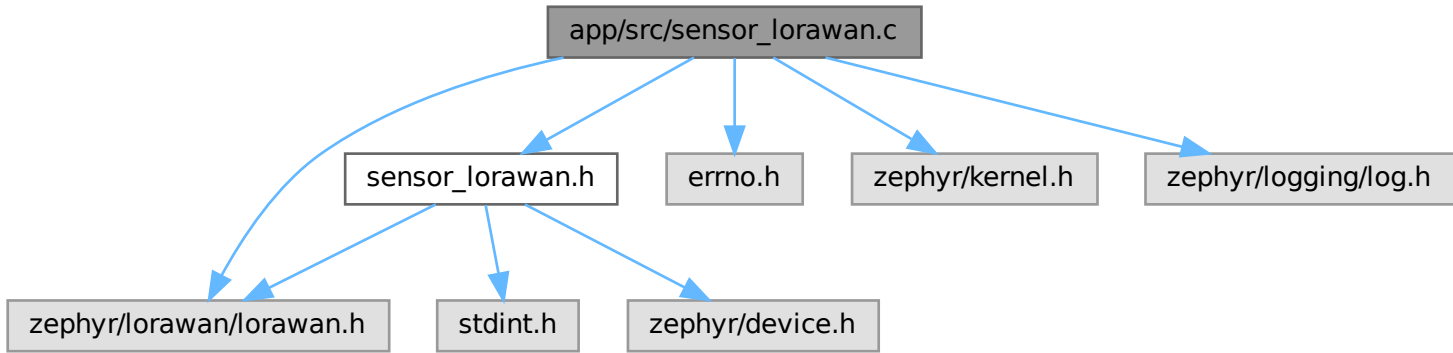 app/src/sensor_lorawan.c
sensor_lorawan.h
errno.h
zephyr/kernel.h
zephyr/logging/log.h
zephyr/lorawan/lorawan.h
stdint.h
zephyr/device.h